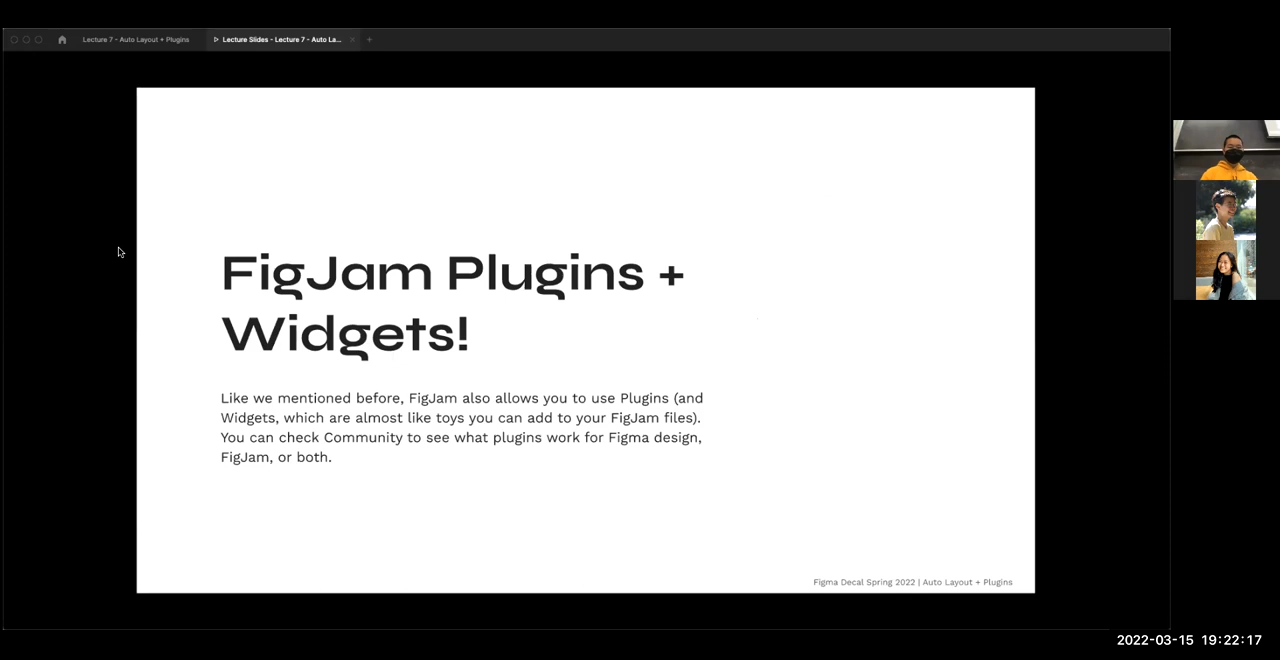 Lecture 7 - Auto Layout + Plugins
Lecture Slides - Lecture 7 - Auto La...
FigJam Plugins +
Widgets!
Like we mentioned before, FigJam also allows you to use Plugins (and
Widgets, which are almost like toys you can add to your FigJam files).
You can check Community to see what plugins work for Figma design,
FigJam, or both.
Figma Decal Spring 2022 | Auto Layout + Plugins
2022-03-15 19:22:17